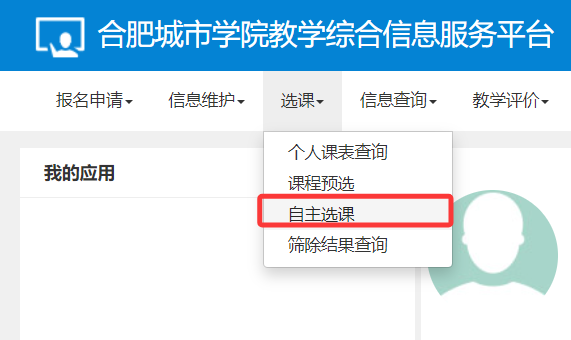 合肥城市学院教学综合信息服务平台
报名申请 信息维护 选课 信息查询 教学评价
个人课表查询
我的应用
课程预选
自主选课
筛除结果查询